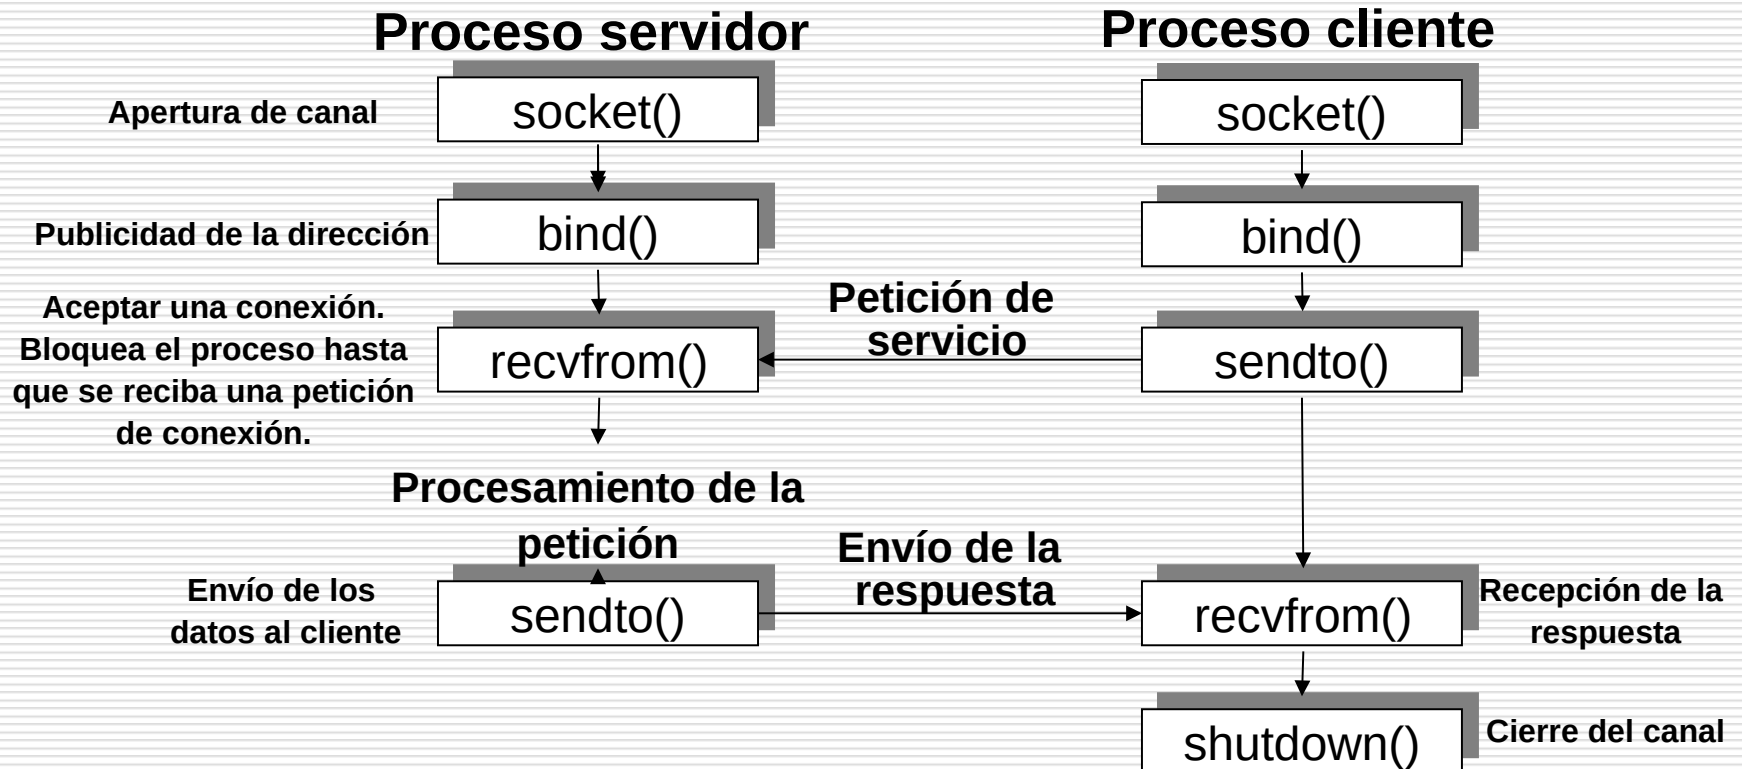 Proceso servidor
Proceso cliente
Apertura de canal
socket()
socket()
Publicidad de la dirección
bind()
bind()
Aceptar una conexión.
Bloquea el proceso hasta
que se reciba una petición
de conexión.
recvfrom()
Petición de
servicio
sendto()
Procesamiento de la
petición
Envío de los
datos al cliente
sendto()
Envío de la
respuesta
recvfrom()
Recepción de la
respuesta
shutdown()
Cierre del canal